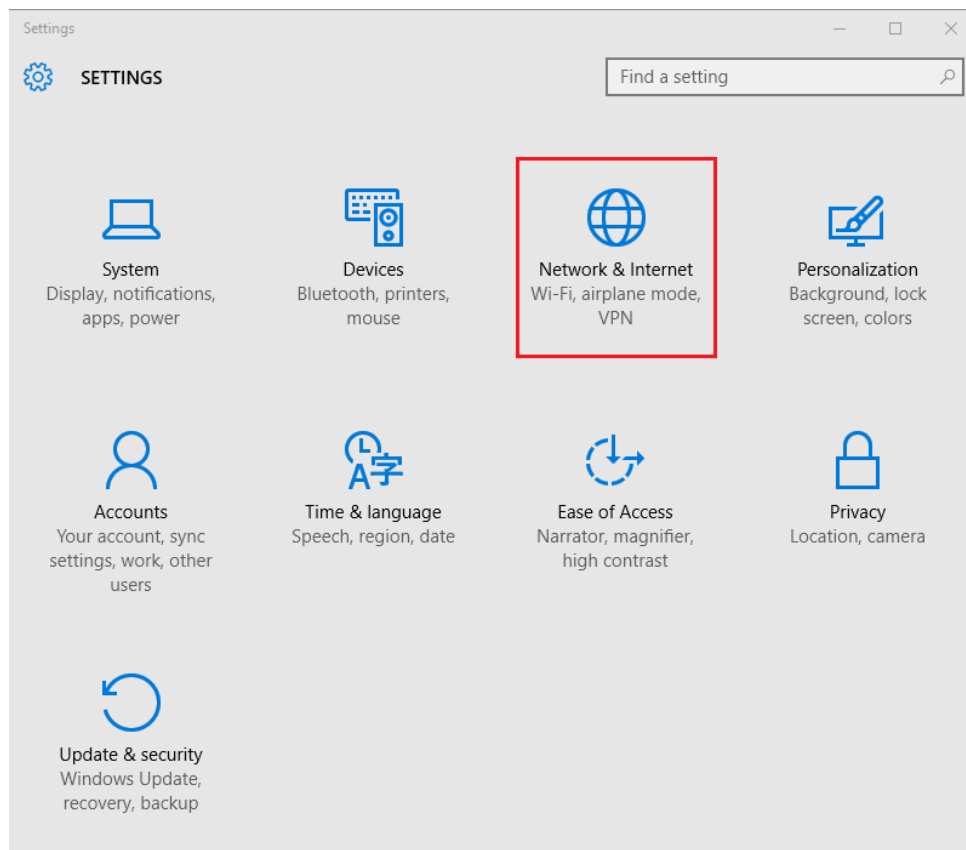 Settings
SETTINGS
Find a setting
System
Display, notifications,
apps, power
Devices
Bluetooth, printers,
mouse
Network & Internet
Wi-Fi, airplane mode,
VPN
Personalization
Background, lock
screen, colors
Accounts
Your account, sync
settings, work, other
users
A字
Time & language
Speech, region, date
Ease of Access
Narrator, magnifier,
high contrast
Privacy
Location, camera
Update & security
Windows Update,
recovery, backup